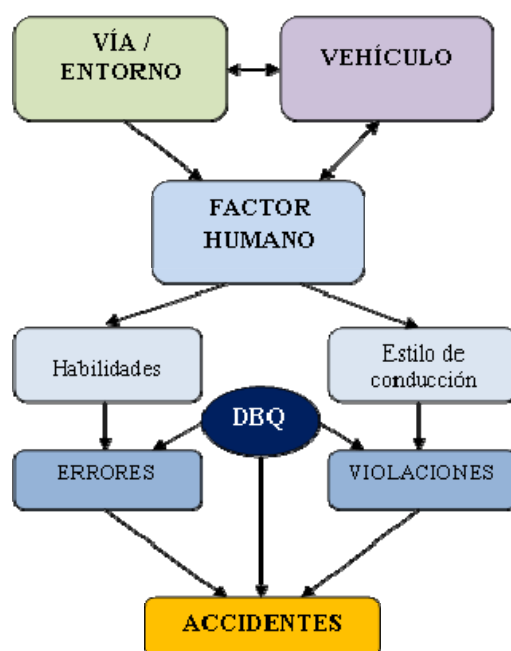 VÍA /
ENTORNO
VEHÍCULO
FACTOR
HUMANO
Habilidades
Estilo de
conducción
DBQ
ERRORES
VIOLACIONES
ACCIDENTES